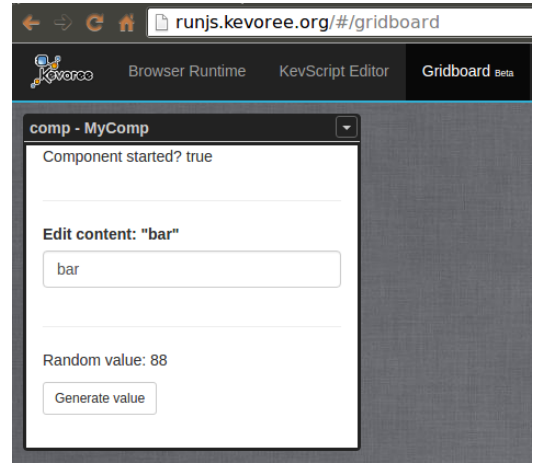 runjs.kevoree.org/#/gridboard
Kevoree
Browser Runtime
KevScript Editor
Gridboard Beta
comp - MyComp
Component started? true
Edit content: "bar"
bar
Random value: 88
Generate value